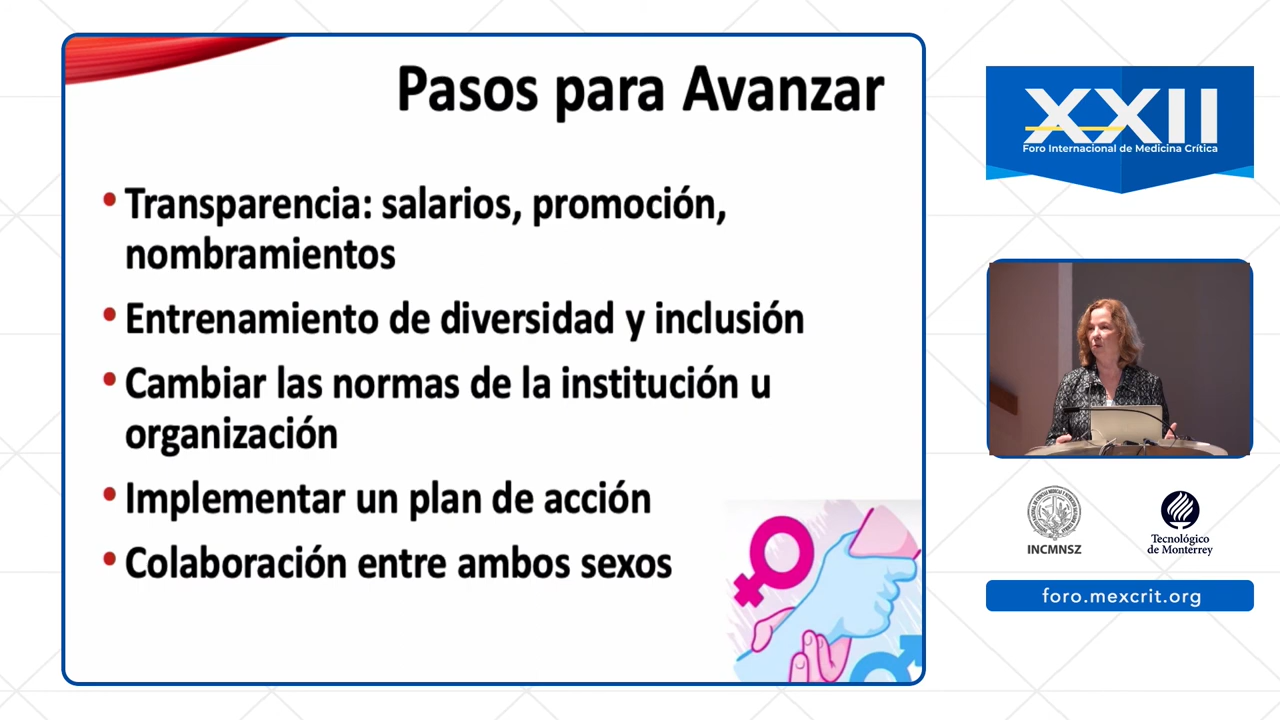 Pasos para Avanzar
• Transparencia: salarios, promoción,
nombramientos
• Entrenamiento de diversidad y inclusión
• Cambiar las normas de la institución u
organización
• Implementar un plan de acción
• Colaboración entre ambos sexos
XXII
Foro Internacional de Medicina Crítica
INCMNSZ
Tecnológico
de Monterrey
foro.mexcrit.org